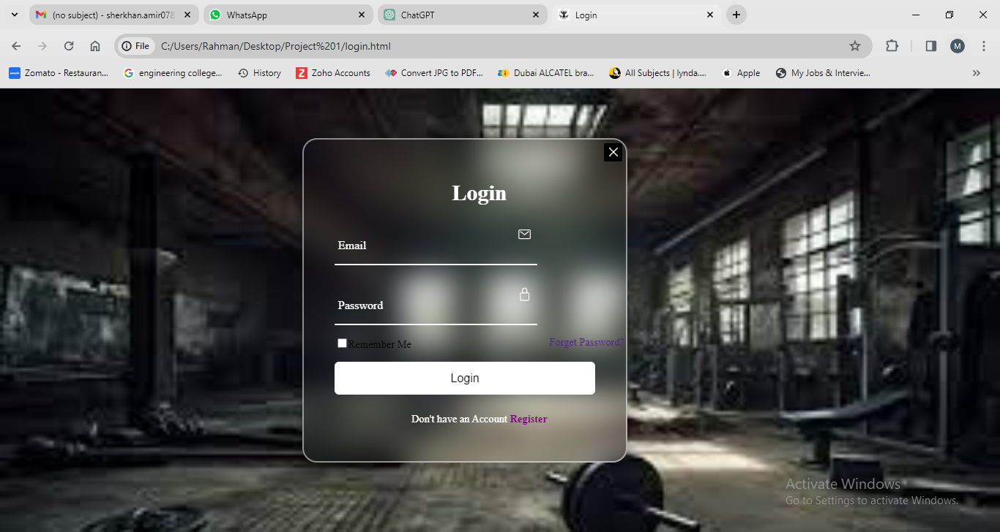 (no subject) - sherkhan.amir078
WhatsApp
ChatGPT
Login
File C:/Users/Rahman/Desktop/Project%201/login.html
M
Zomato - Restauran... engineering college... History Zoho Accounts Convert JPG to PDF... Dubai ALCATEL bra... All Subjects | lynda.... Apple My Jobs & Intervie...
Login
Email
Password
Remember Me Forget Password?
Login
Don't have an Account Register
Activate Windows
Go to Settings to activate Windows.